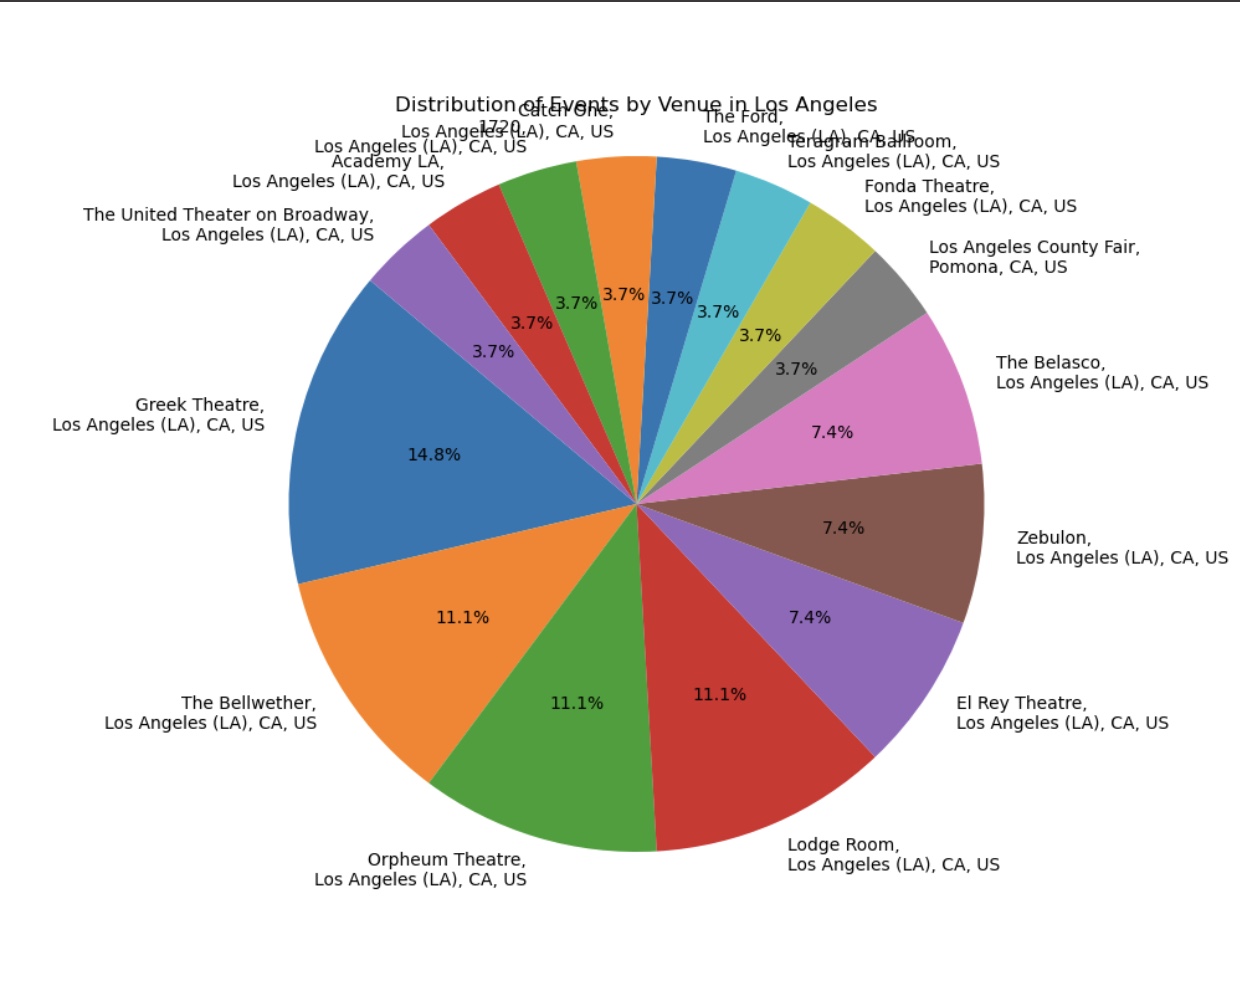 Distribution of Events by Venue in Los Angeles
Catch One,
Los Angeles (LA), CA, US
1720,
Los Angeles (LA), CA, US
Academy LA,
Los Angeles (LA), CA, US
The United Theater on Broadway,
Los Angeles (LA), CA, US
Greek Theatre,
Los Angeles (LA), CA, US
The Bellwether,
Los Angeles (LA), CA, US
Orpheum Theatre,
Los Angeles (LA), CA, US
Lodge Room,
Los Angeles (LA), CA, US
El Rey Theatre,
Los Angeles (LA), CA, US
Zebulon,
Los Angeles (LA), CA, US
The Belasco,
Los Angeles (LA), CA, US
Los Angeles County Fair,
Pomona, CA, US
Fonda Theatre,
Los Angeles (LA), CA, US
Teragram Ballroom,
Los Angeles (LA), CA, US
The Ford,
Los Angeles (LA), CA, US
3.7%
3.7%
3.7%
3.7%
14.8%
11.1%
11.1%
11.1%
7.4%
7.4%
7.4%
3.7%
3.7%
3.7%
3.7%